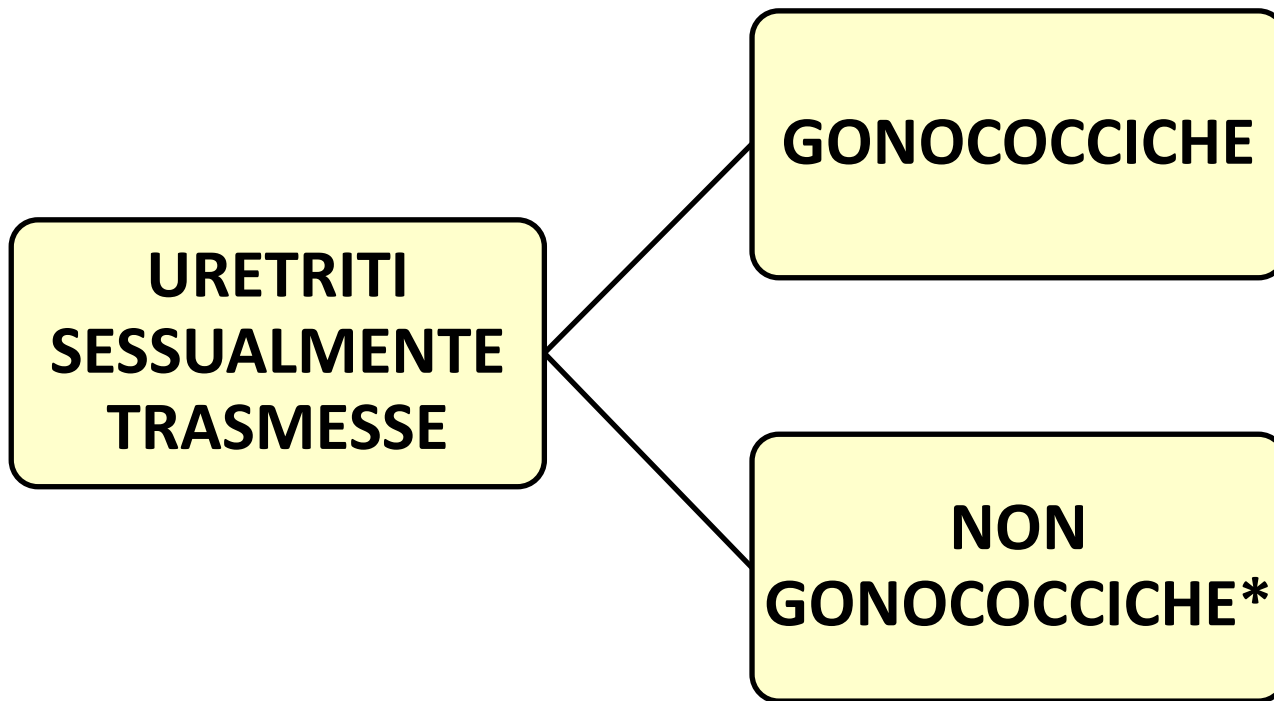 GONOCOCCICHE
URETRITI
SESSUALMENTE
TRASMESSE
NON
GONOCOCCICHE*